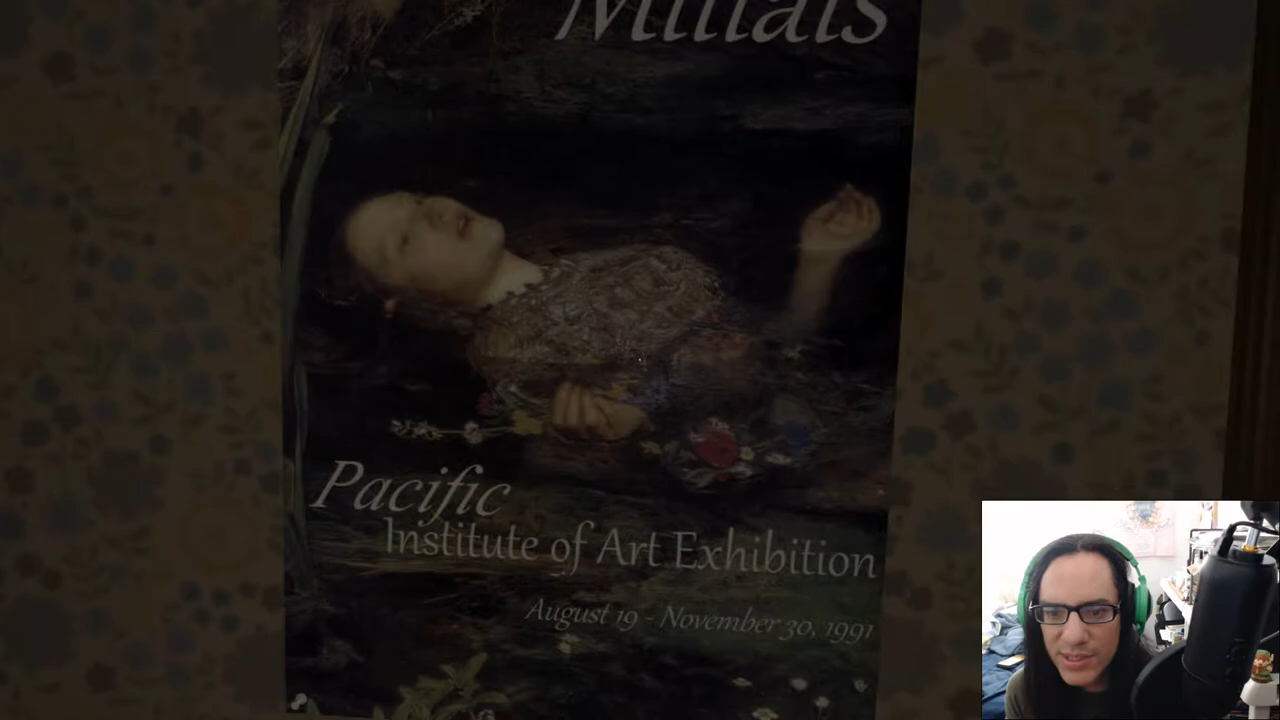 Millais
Pacific
Institute of Art Exhibition
August 19 - November 30, 1991